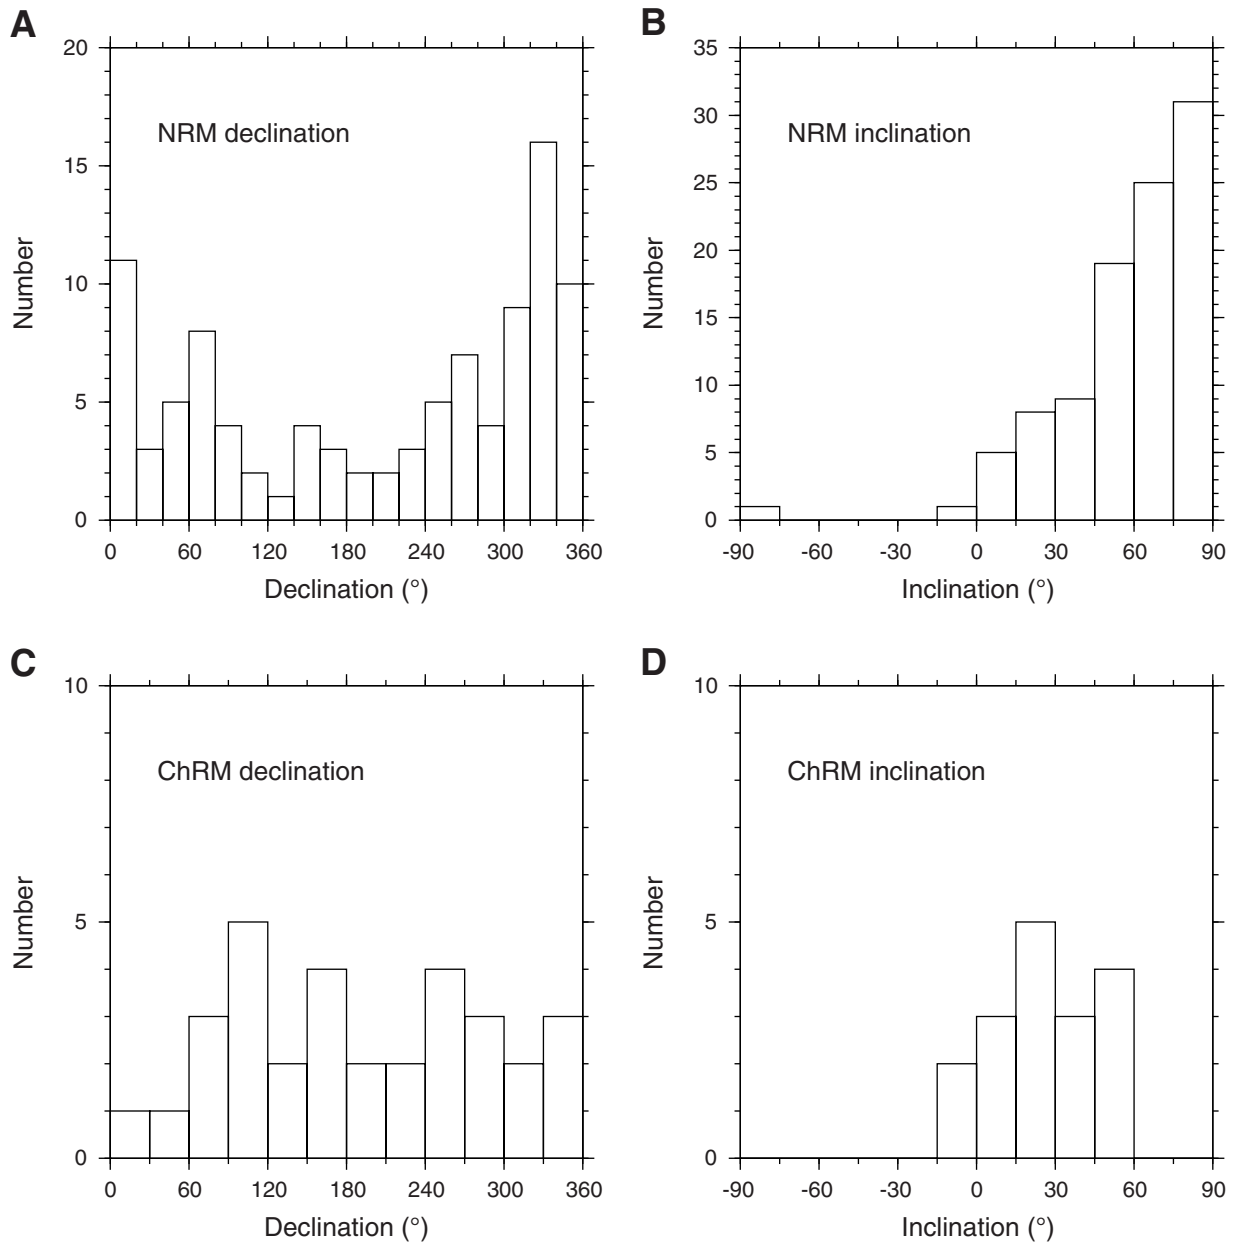 A
20
15
10
5
0
Number
NRM declination
0 60 120 180 240 300 360
Declination (°)
B
35
30
25
20
15
10
5
0
Number
NRM inclination
-90 -60 -30 0 30 60 90
Inclination (°)
C
10
5
0
Number
ChRM declination
0 60 120 180 240 300 360
Declination (°)
D
10
5
0
Number
ChRM inclination
-90 -60 -30 0 30 60 90
Inclination (°)